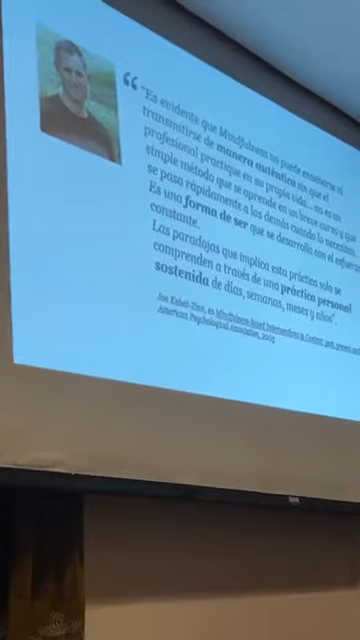 “Es evidente que Mindfulness no puede enseñarse ni
transmitirse de manera auténtica sin que el
profesional practique en su propia vida... no es un
simple método que se aprende en un breve curso y que
se pasa rápidamente a los demás cuando lo necesitan.
Es una forma de ser que se desarrolla con el esfuerzo
constante.
Las paradojas que implica esta práctica solo se
comprenden a través de una práctica personal
sostenida de días, semanas, meses y años".
Jon Kabat-Zinn, en Mindfulness-Based Interventions in Context: past, present and
American Psychological Association, 2003